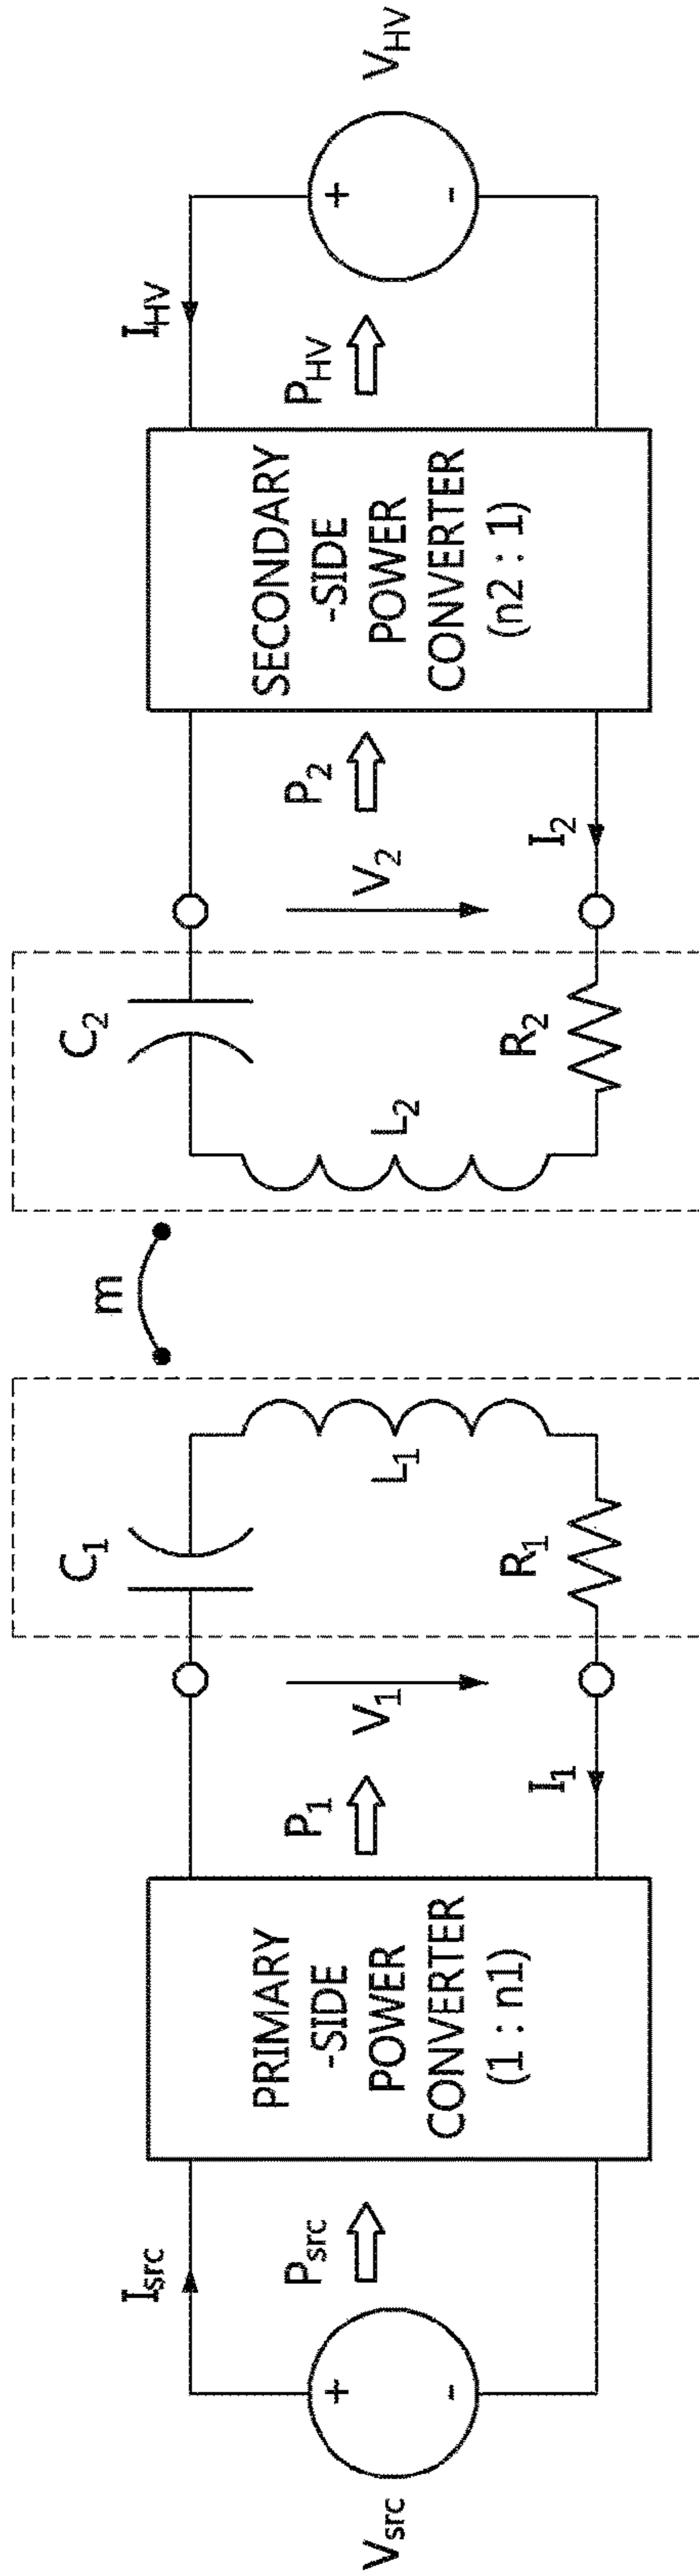 V_src
+
-
I_src
P_src
PRIMARY
-SIDE
POWER
CONVERTER
(1 : n1)
P_1
V_1
I_1
C_1
L_1
R_1
m
C_2
L_2
R_2
V_2
I_2
P_2
SECONDARY
-SIDE
POWER
CONVERTER
(n2 : 1)
I_HV
P_HV
+
-
V_HV